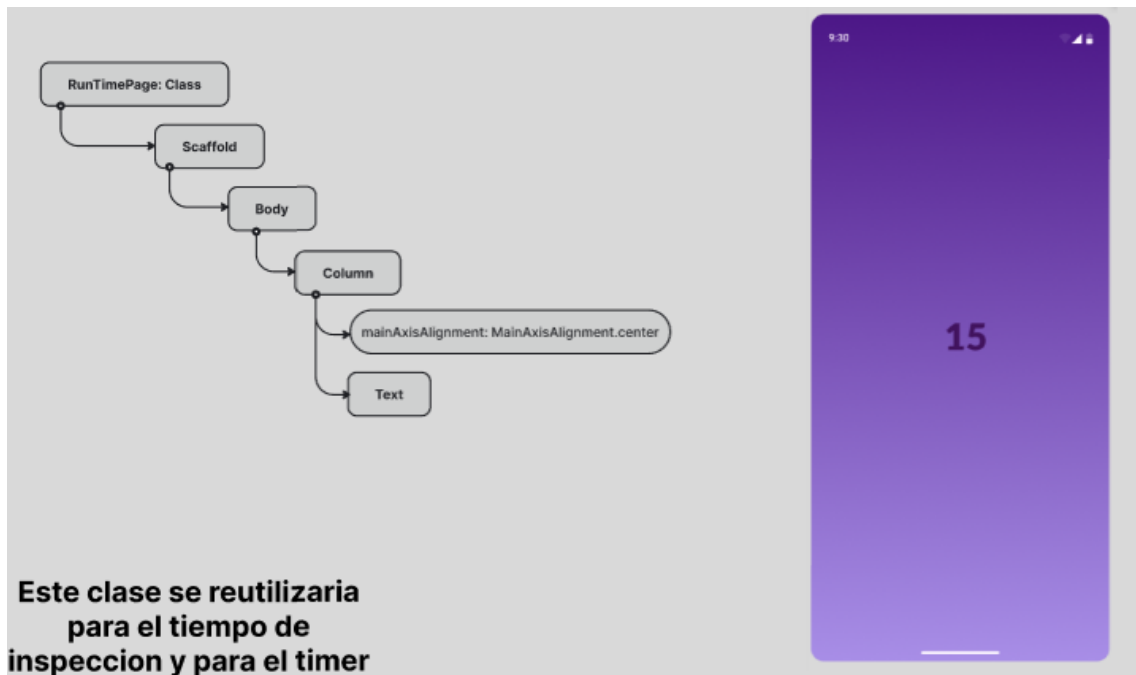 9:30
RunTimePage: Class
Scaffold
Body
Column
mainAxisAlignment: MainAxisAlignment.center
15
Text
Este clase se reutilizaria
para el tiempo de
inspeccion y para el timer